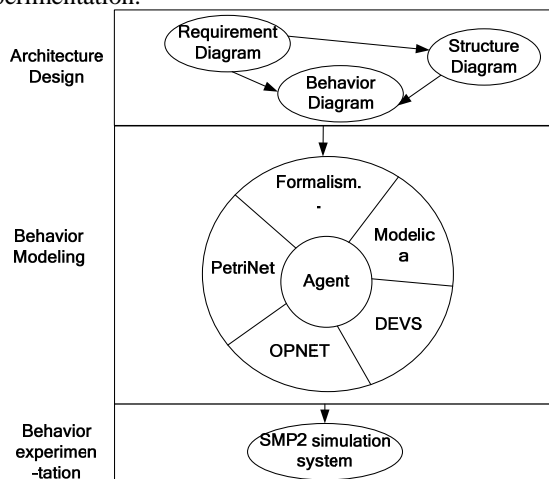 perimentation.
Requirement
Diagram
Architecture
Design
Structure
Diagram
Behavior
Diagram
Formalism.
.
Behavior
Modeling
PetriNet
Modelic
a
Agent
DEVS
OPNET
Behavior
experimen
-tation
SMP2 simulation
system